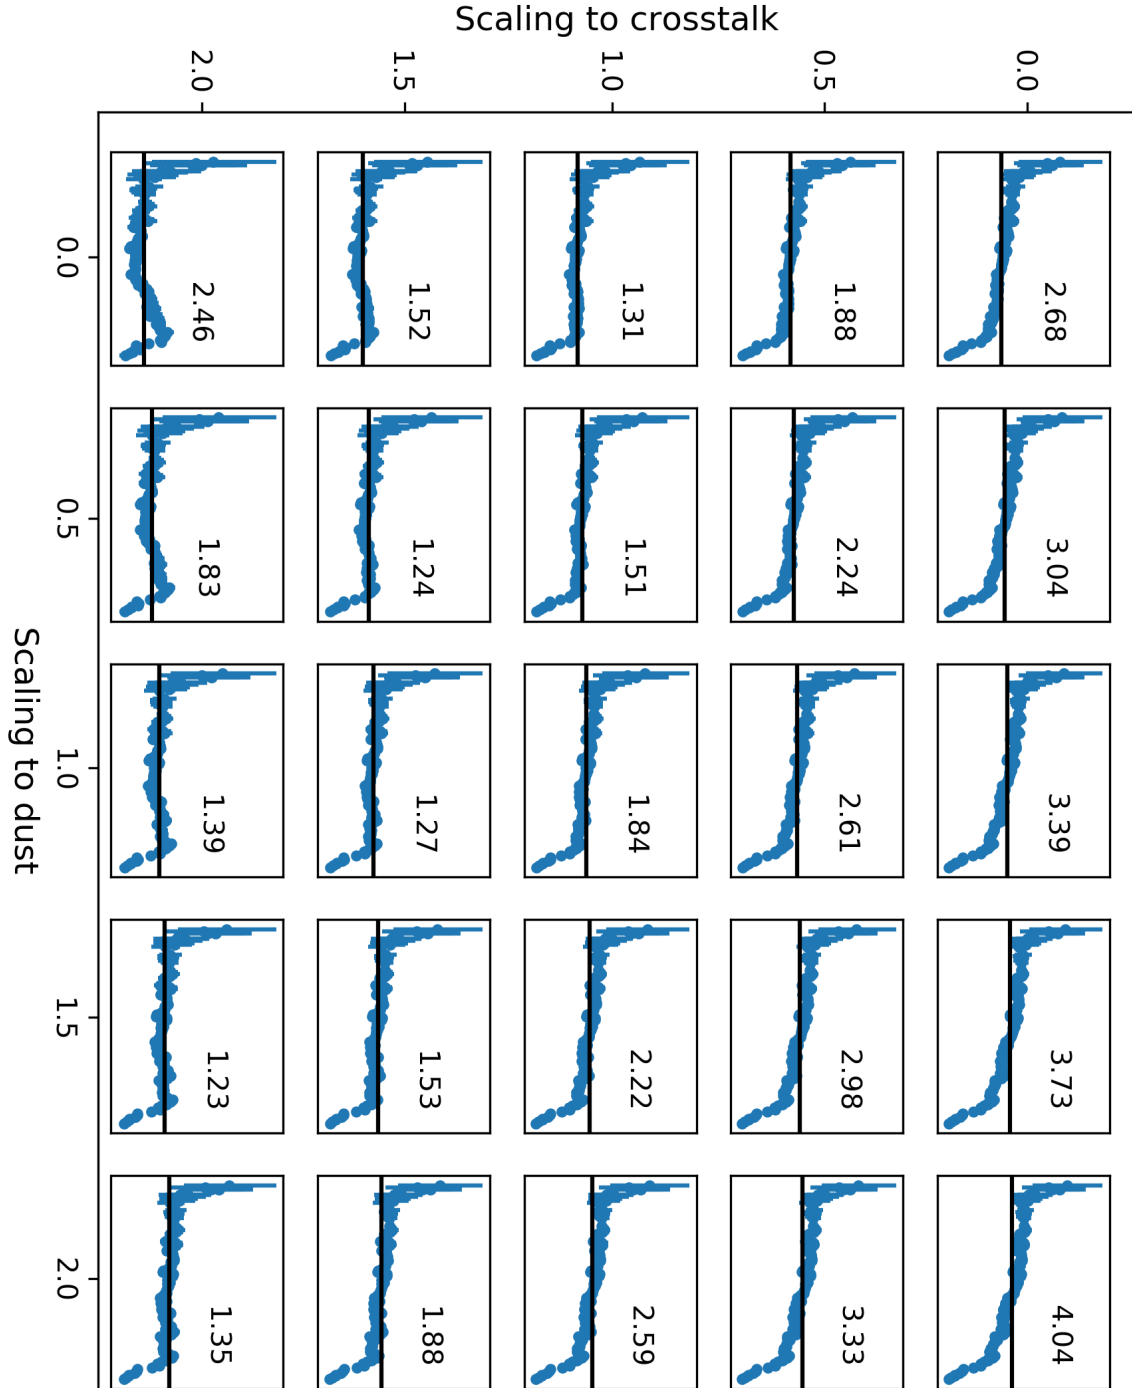 Scaling to crosstalk
2.0 1.5 1.0 0.5 0.0
0.0 2.46 1.52 1.31 1.88 2.68
0.5 1.83 1.24 1.51 2.24 3.04
1.0 1.39 1.27 1.84 2.61 3.39
1.5 1.23 1.53 2.22 2.98 3.73
2.0 1.35 1.88 2.59 3.33 4.04
Scaling to dust